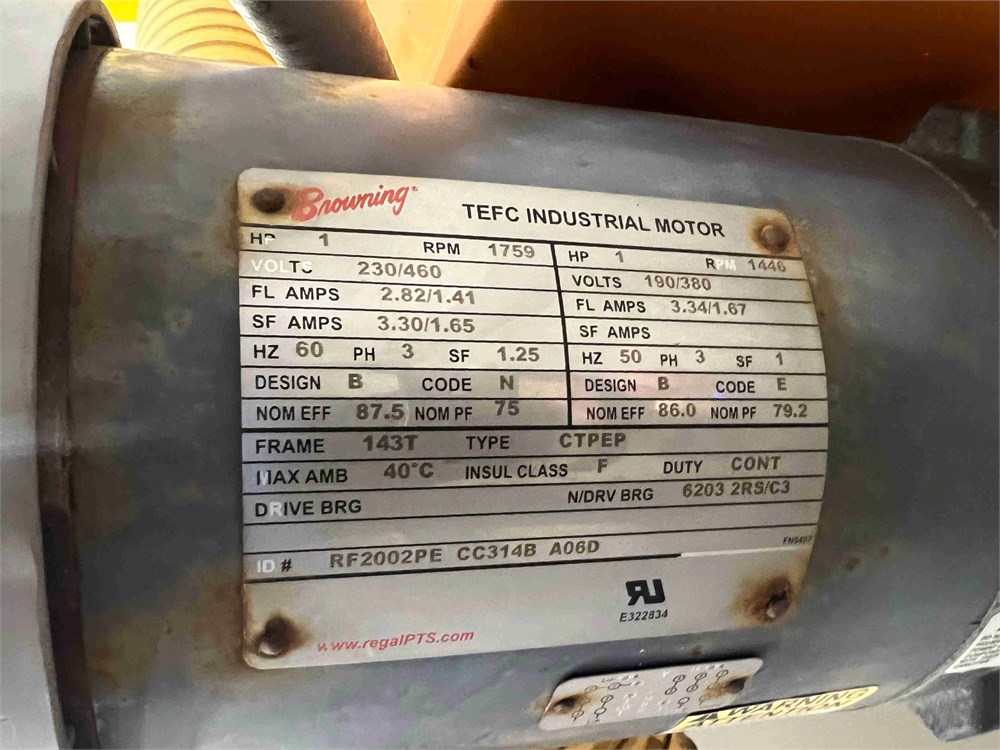 Browning
TEFC INDUSTRIAL MOTOR
HP 1 RPM 1759
VOLTS 230/460
FL AMPS 2.82/1.41
SF AMPS 3.30/1.65
HZ 60 PH 3 SF 1.25
DESIGN B CODE N
NOM EFF 87.5 NOM PF 75
HP 1 RPM 1446
VOLTS 190/380
FL AMPS 3.34/1.67
SF AMPS
HZ 50 PH 3 SF 1
DESIGN B CODE E
NOM EFF 86.0 NOM PF 79.2
FRAME 143T TYPE CTPEP
MAX AMB 40°C INSUL CLASS F DUTY CONT
DRIVE BRG N/DRV BRG 6203 2RS/C3
ID # RF2002PE CC314B A06D
E322834
www.regalPTS.com
WARNING
ATTENTION